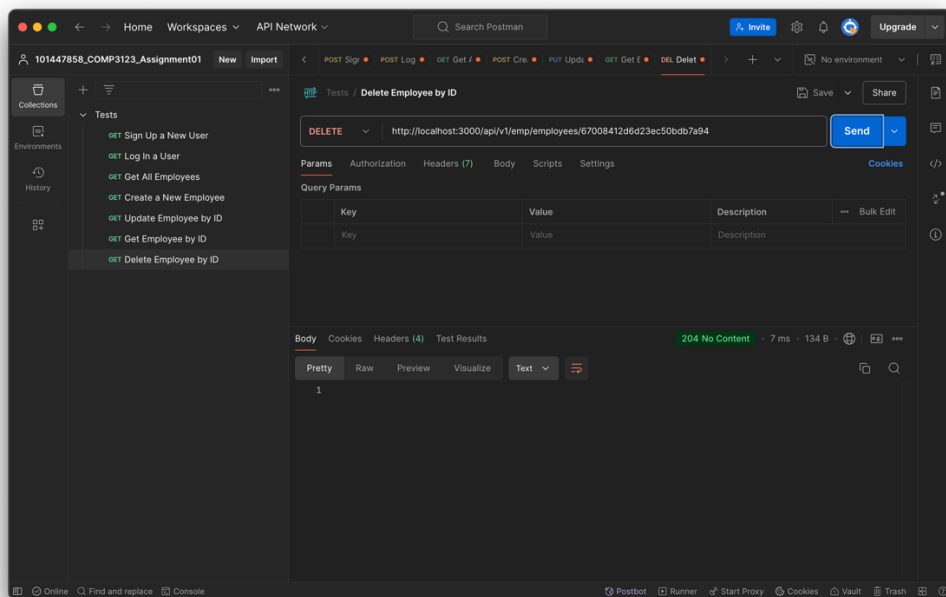 Home Workspaces API Network Search Postman Invite Upgrade
101447858_COMP3123_Assignment01 New Import
POST Sigr POST Log GET Get POST Cre. PUT Upda GET Get E DEL Delet No environment
Collections
Environments
History
Tests
GET Sign Up a New User
GET Log In a User
GET Get All Employees
GET Create a New Employee
GET Update Employee by ID
GET Get Employee by ID
GET Delete Employee by ID
HTTP Tests / Delete Employee by ID Save Share
DELETE http://localhost:3000/api/v1/emp/employees/67008412d6d23ec50bdb7a94 Send
Params Authorization Headers (7) Body Scripts Settings Cookies
Query Params
Key Value Description Bulk Edit
Key Value Description
Body Cookies Headers (4) Test Results 204 No Content 7 ms 134 B
Pretty Raw Preview Visualize Text
1
Online Find and replace Console Postbot Runner Start Proxy Cookies Vault Trash